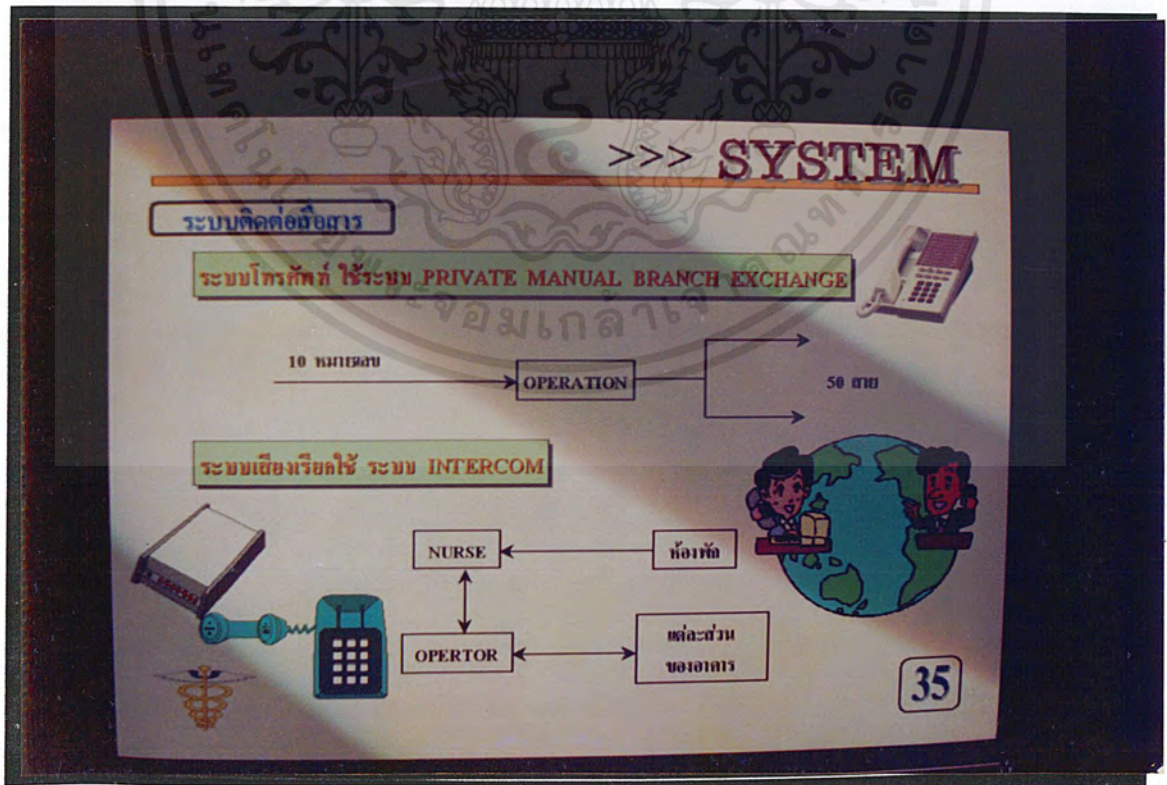 >>> SYSTEM
ระบบติดต่อสื่อสาร
ระบบโทรศัพท์ ใช้ระบบ PRIVATE MANUAL BRANCH EXCHANGE
10 หมายเลข
OPERATION
50 สาย
ระบบเสียงเรียกใช้ ระบบ INTERCOM
NURSE
ห้องพัก
OPERTOR
แต่ละส่วน
ของอาคาร
35